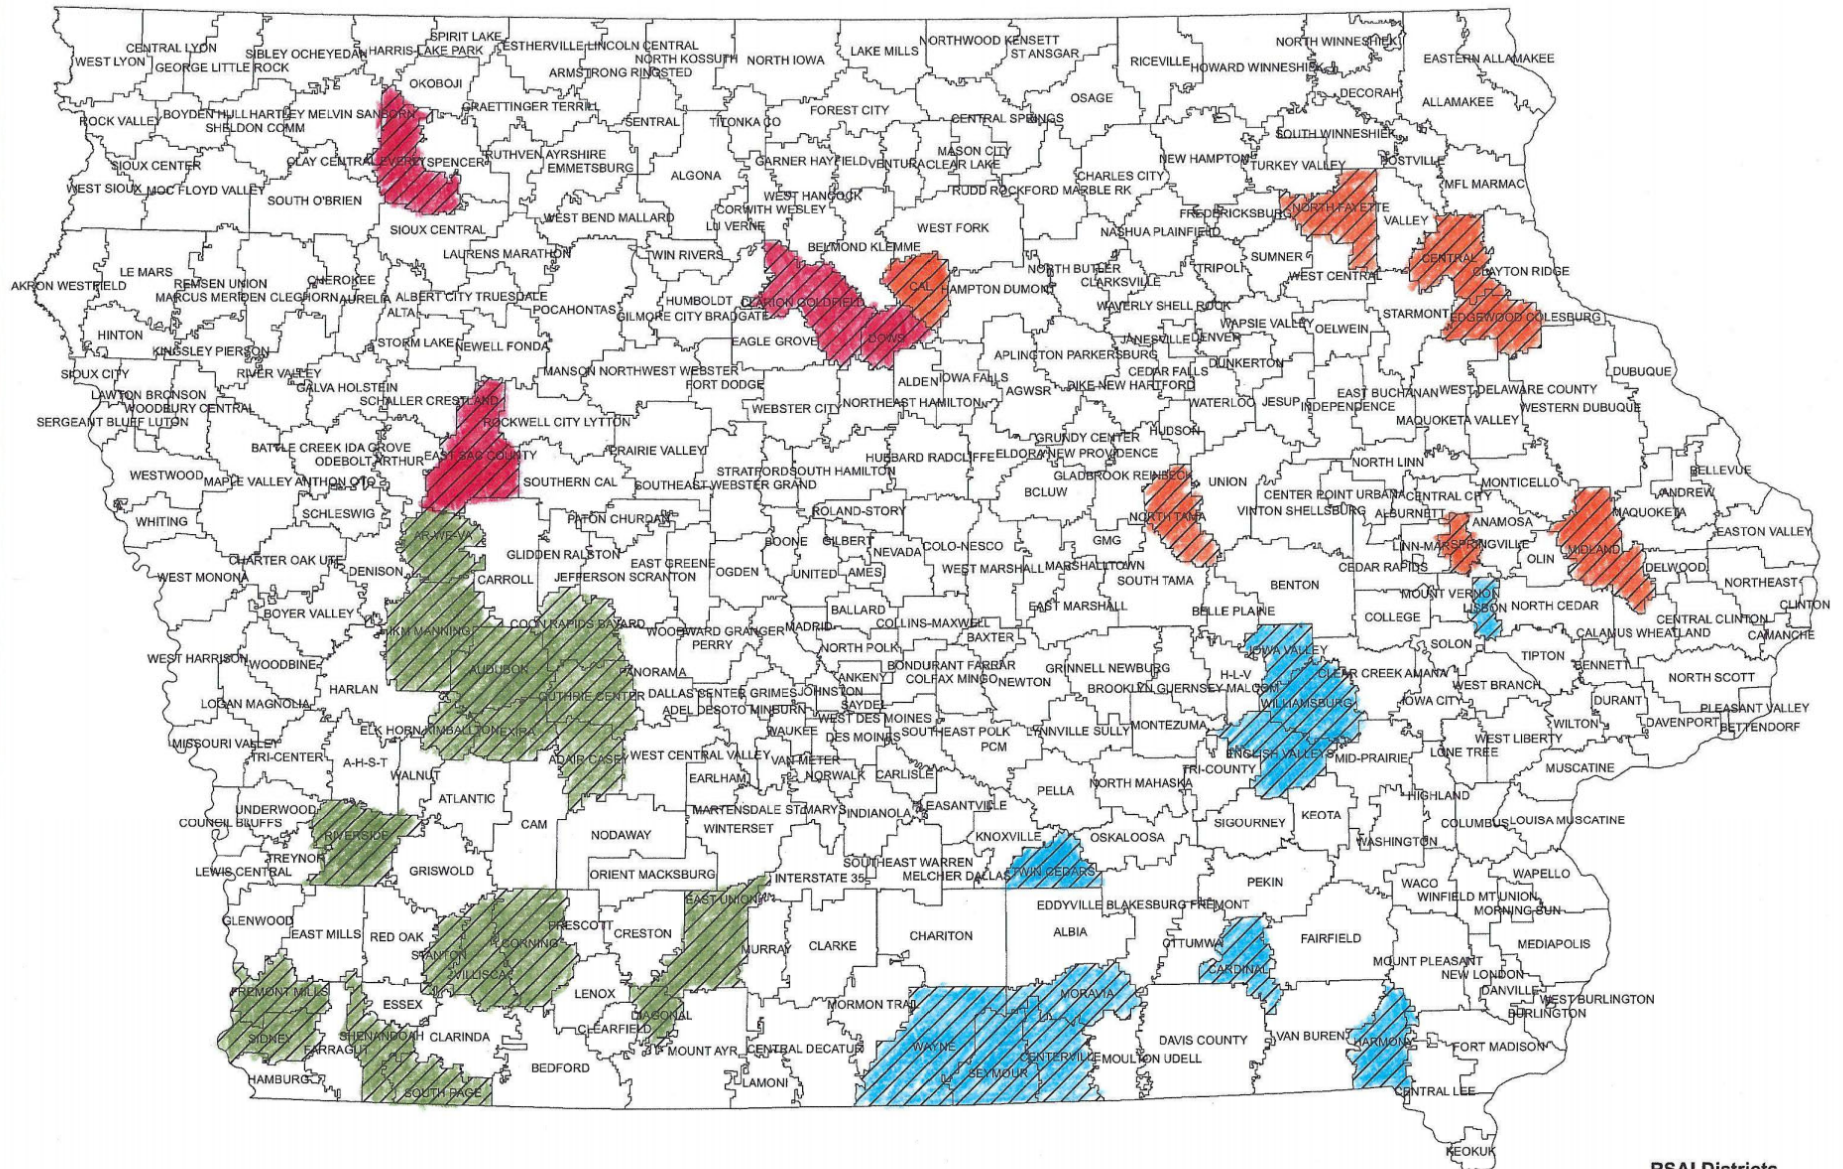 SPIRIT LAKE
CENTRAL LYON
SIBLEY OCHEYEDAN
HARRIS-LAKE PARK
ESTHERVILLE LINCOLN CENTRAL
NORTHWOOD KENSETT
NORTH WINNESHIEK
WEST LYON
GEORGE LITTLE ROCK
NORTH KOSSUTH
NORTH IOWA
LAKE MILLS
ST ANSGAR
RICEVILLE
HOWARD WINNESHIEK
EASTERN ALLAMAKEE
ARMSTRONG RINGSTED
OKOBOJI
OSAGE
DECORAH
ALLAMAKEE
ROCK VALLEY
BOYDEN HULL
HARTLEY MELVIN SANBORN
GRAETTINGER TERRILL
SENTRAL
TITONKA CO
FOREST CITY
CENTRAL SPRINGS
SHELDON COMM
SOUTH WINNESHIEK
SIOUX CENTER
CLAY CENTRAL EVERLY
SPENCER
RUTHVEN AYRSHIRE
EMMETSBURG
ALGONA
GARNER HAYFIELD
VENTURA
CLEAR LAKE
MASON CITY
CHARLES CITY
NEW HAMPTON
TURKEY VALLEY
POSTVILLE
WEST SIOUX
MOC FLOYD VALLEY
SOUTH O'BRIEN
WEST HANCOCK
CORWITH WESLEY
RUDD ROCKFORD MARBLE RK
MFL MARMAC
WEST BEND MALLARD
LU VERNE
WEST FORK
FREDERICKSBURG
NORTH FAYETTE
VALLEY
SIOUX CENTRAL
LAURENS MARATHON
TWIN RIVERS
BELMOND KLEMME
NASHUA PLAINFIELD
SUMNER
CENTRAL
CLAYTON RIDGE
AKRON WESTFIELD
LE MARS
REMSEN UNION
MARCUS MERIDEN CLEGHORN
CHEROKEE
AURELIA
ALTA
ALBERT CITY TRUESDALE
POCAHONTAS
HUMBOLDT
GILMORE CITY BRADGATE
CLARION GOLDFIELD
CAL
HAMPTON DUMONT
NORTH BUTLER
CLARKSVILLE
TRIPOLI
WEST CENTRAL
WAVERLY SHELL ROCK
STARMONT
EDGEWOOD COLESBURG
HINTON
KINGSLEY PIERSON
STORM LAKE
NEWELL FONDA
EAGLE GROVE
DOWS
JANESVILLE
DENVER
WAPSIE VALLEY
OELWEIN
SIOUX CITY
RIVER VALLEY
GALVA HOLSTEIN
MANSON NORTHWEST WEBSTER
FORT DODGE
ALDEN
IOWA FALLS
APLINGTON PARKERSBURG
AGWSR
CEDAR FALLS
DIKE NEW HARTFORD
DUNKERTON
DUBUQUE
LAWTON BRONSON
WOODBURY CENTRAL
SERGEANT BLUFF LUTON
SCHALLER CRESTLAND
ROCKWELL CITY LYTTON
WEBSTER CITY
NORTHEAST HAMILTON
WATERLOO
JESUP
INDEPENDENCE
EAST BUCHANAN
WEST DELAWARE COUNTY
WESTERN DUBUQUE
MAQUOKETA VALLEY
BATTLE CREEK IDA GROVE
ODEBOLT ARTHUR
EAST SAC COUNTY
PRAIRIE VALLEY
HUBBARD RADCLIFFE
ELDORA NEW PROVIDENCE
GRUNDY CENTER
HUDSON
WESTWOOD
MAPLE VALLEY ANTHON OTO
SOUTHERN CAL
STRATFORD
SOUTH HAMILTON
SOUTHEAST WEBSTER GRAND
BCLUW
GLADBROOK REINBECK
UNION
NORTH LINN
MONTICELLO
BELLEVUE
WHITING
SCHLESWIG
PATON CHURDAN
ROLAND-STORY
NORTH TAMA
CENTER POINT URBANA
VINTON SHELLSBURG
CENTRAL CITY
ALBURNETT
ANAMOSA
ANDREW
MAQUOKETA
EASTON VALLEY
CHARTER OAK UTE
AR-WE-VA
GLIDDEN RALSTON
BOONE
GILBERT
NEVADA
COLO-NESCO
GMG
LINN-MAR
SPRINGVILLE
OLIN
MIDLAND
WEST MONONA
DENISON
CARROLL
JEFFERSON SCRANTON
EAST GREENE
OGDEN
UNITED
AMES
WEST MARSHALL
MARSHALLTOWN
SOUTH TAMA
BENTON
CEDAR RAPIDS
DELWOOD
NORTHEAST
BOYER VALLEY
IKM MANNING
COON RAPIDS BAYARD
WOODWARD GRANGER
PERRY
MADRID
BALLARD
COLLINS-MAXWELL
BAXTER
EAST MARSHALL
BELLE PLAINE
COLLEGE
MOUNT VERNON
LISBON
NORTH CEDAR
CLINTON
CENTRAL CLINTON
CALAMUS WHEATLAND
CAMANCHE
WEST HARRISON
WOODBINE
AUDUBON
PANORAMA
NORTH POLK
ANKENY
BONDURANT FARRAR
COLFAX MINGO
NEWTON
GRINNELL NEWBURG
IOWA VALLEY
H-L-V
CLEAR CREEK AMANA
SOLON
TIPTON
BENNETT
NORTH SCOTT
HARLAN
LOGAN MAGNOLIA
GUTHRIE CENTER
DALLAS CENTER GRIMES
JOHNSTON
SAYDEL
ADEL DESOTO MINBURN
BROOKLYN GUERNSEY MALCOM
WILLIAMSBURG
IOWA CITY
WEST BRANCH
DURANT
PLEASANT VALLEY
ELK HORN KIMBALLTON
EXIRA
WAUKEE
WEST DES MOINES
DES MOINES
SOUTHEAST POLK
LYNNVILLE SULLY
MONTEZUMA
WILTON
DAVENPORT
BETTENDORF
MISSOURI VALLEY
TRI-CENTER
A-H-S-T
WALNUT
ADAIR CASEY
WEST CENTRAL VALLEY
VAN METER
PCM
ENGLISH VALLEYS
MID-PRAIRIE
LONE TREE
WEST LIBERTY
MUSCATINE
ATLANTIC
EARLHAM
NORWALK
CARLISLE
PELLA
NORTH MAHASKA
TRI-COUNTY
UNDERWOOD
COUNCIL BLUFFS
RIVERSIDE
CAM
NODAWAY
MARTENSDALE ST MARYS
WINTERSET
INDIANOLA
PLEASANTVILLE
KNOXVILLE
OSKALOOSA
SIGOURNEY
KEOTA
HIGHLAND
WASHINGTON
COLUMBUS
LOUISA MUSCATINE
TREYNOR
LEWIS CENTRAL
GRISWOLD
ORIENT MACKSBURG
INTERSTATE 35
SOUTHEAST WARREN
MELCHER DALLAS
TWIN CEDARS
PEKIN
WACO
WAPELLO
WINFIELD MT UNION
MORNING SUN
GLENWOOD
EAST MILLS
RED OAK
STANTON
CORNING
VILLISCA
PRESCOTT
CRESTON
EAST UNION
MURRAY
CLARKE
CHARITON
EDDYVILLE BLAKESBURG FREMONT
ALBIA
OTTUMWA
CARDINAL
FAIRFIELD
MEDIAPOLIS
MOUNT PLEASANT
NEW LONDON
DANVILLE
WEST BURLINGTON
BURLINGTON
FREMONT MILLS
ESSEX
LENOX
DIAGONAL
MORMON TRAIL
MORAVIA
SIDNEY
FARRAGUT
SHENANDOAH
CLARINDA
CLEARFIELD
MOUNT AYR
CENTRAL DECATUR
WAYNE
SEYMOUR
CENTERVILLE
MOULTON UDELL
DAVIS COUNTY
VAN BUREN
HARMONY
FORT MADISON
HAMBURG
SOUTH PAGE
BEDFORD
LAMONI
CENTRAL LEE
KEOKUK
RSAI Districts